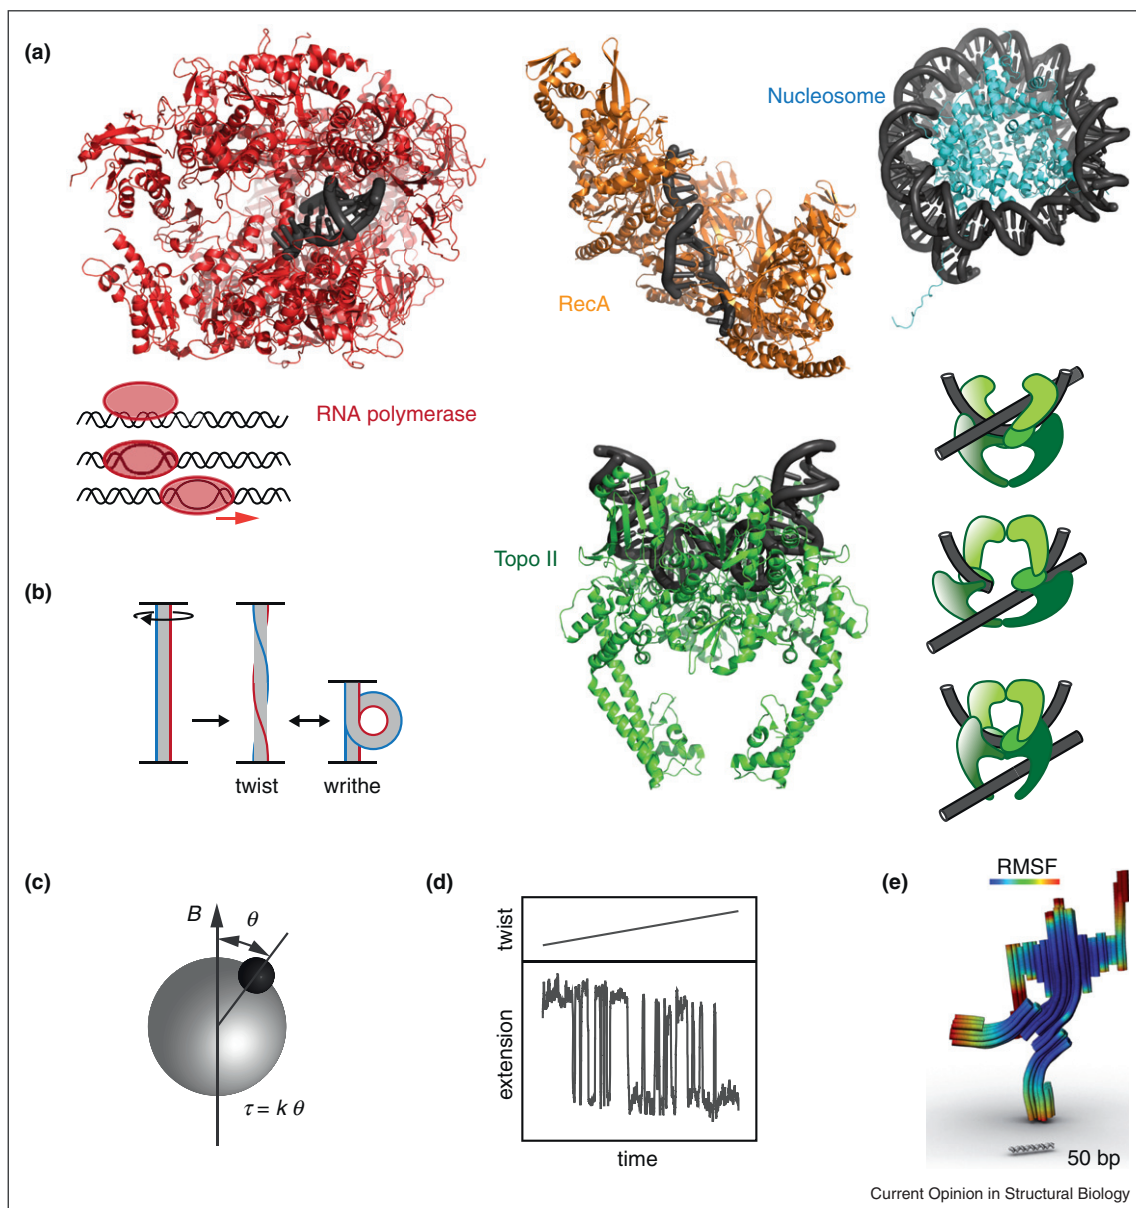 (a)
Nucleosome
RecA
RNA polymerase
Topo II
(b)
twist
writhe
(c)
B
θ
τ = k θ
(d)
twist
extension
time
(e)
RMSF
50 bp
Current Opinion in Structural Biology